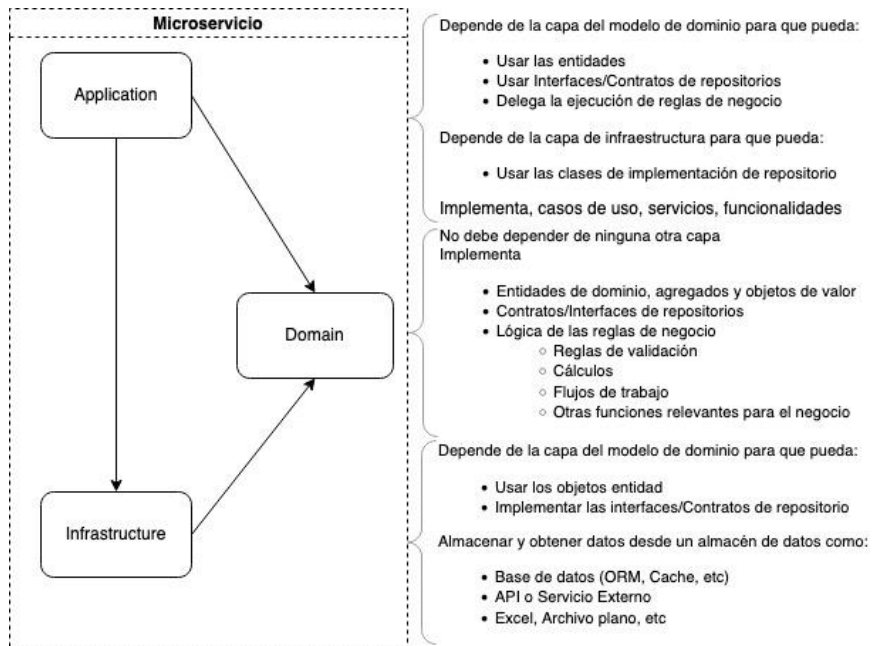 Microservicio
Application
Domain
Infrastructure
Depende de la capa del modelo de dominio para que pueda:
• Usar las entidades
• Usar Interfaces/Contratos de repositorios
• Delega la ejecución de reglas de negocio
Depende de la capa de infraestructura para que pueda:
• Usar las clases de implementación de repositorio
Implementa, casos de uso, servicios, funcionalidades
No debe depender de ninguna otra capa
Implementa
• Entidades de dominio, agregados y objetos de valor
• Contratos/Interfaces de repositorios
• Lógica de las reglas de negocio
○ Reglas de validación
○ Cálculos
○ Flujos de trabajo
○ Otras funciones relevantes para el negocio
Depende de la capa del modelo de dominio para que pueda:
• Usar los objetos entidad
• Implementar las interfaces/Contratos de repositorio
Almacenar y obtener datos desde un almacén de datos como:
• Base de datos (ORM, Cache, etc)
• API o Servicio Externo
• Excel, Archivo plano, etc